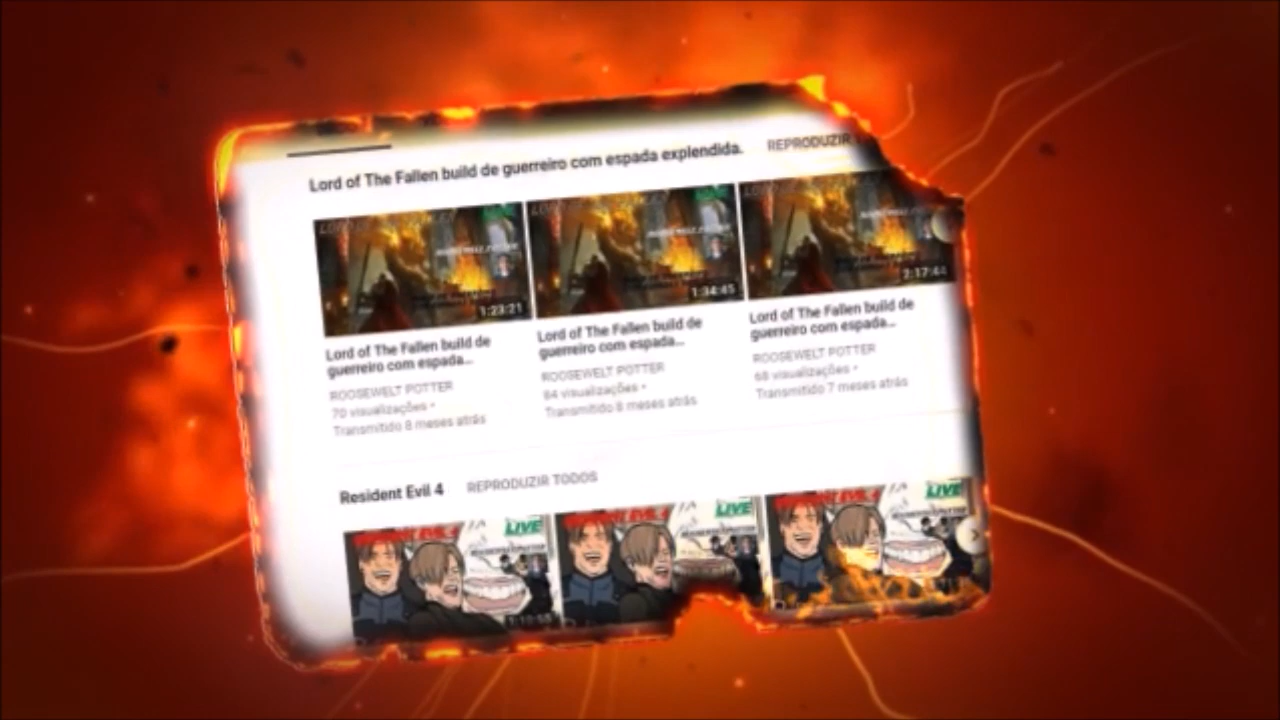 Lord of The Fallen build de guerreiro com espada explendida.
REPRODUZIR
1:23:21
1:34:45
2:17:44
Lord of The Fallen build de
guerreiro com espada...
ROOSEWELT POTTER
70 visualizações •
Transmitido 8 meses atrás
Lord of The Fallen build de
guerreiro com espada...
ROOSEWELT POTTER
84 visualizações •
Transmitido 8 meses atrás
Lord of The Fallen build de
guerreiro com espada...
ROOSEWELT POTTER
68 visualizações •
Transmitido 7 meses atrás
Resident Evil 4
REPRODUZIR TODOS
LIVE
LIVE
LIVE